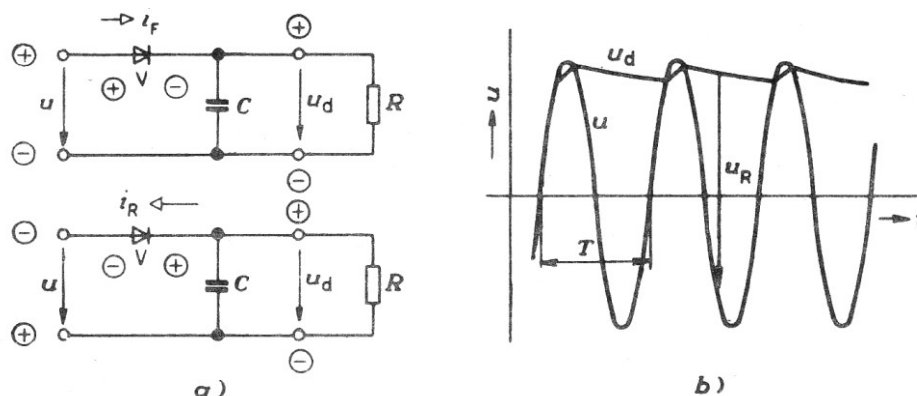 i_F
⊕ ⊕
⊕ V ⊖
u C u_d R
⊖ ⊖
i_R ⊕
⊖
⊖ V ⊕
u C u_d R
⊕ ⊖
a)
u_d
u
u
u_R
T
b)